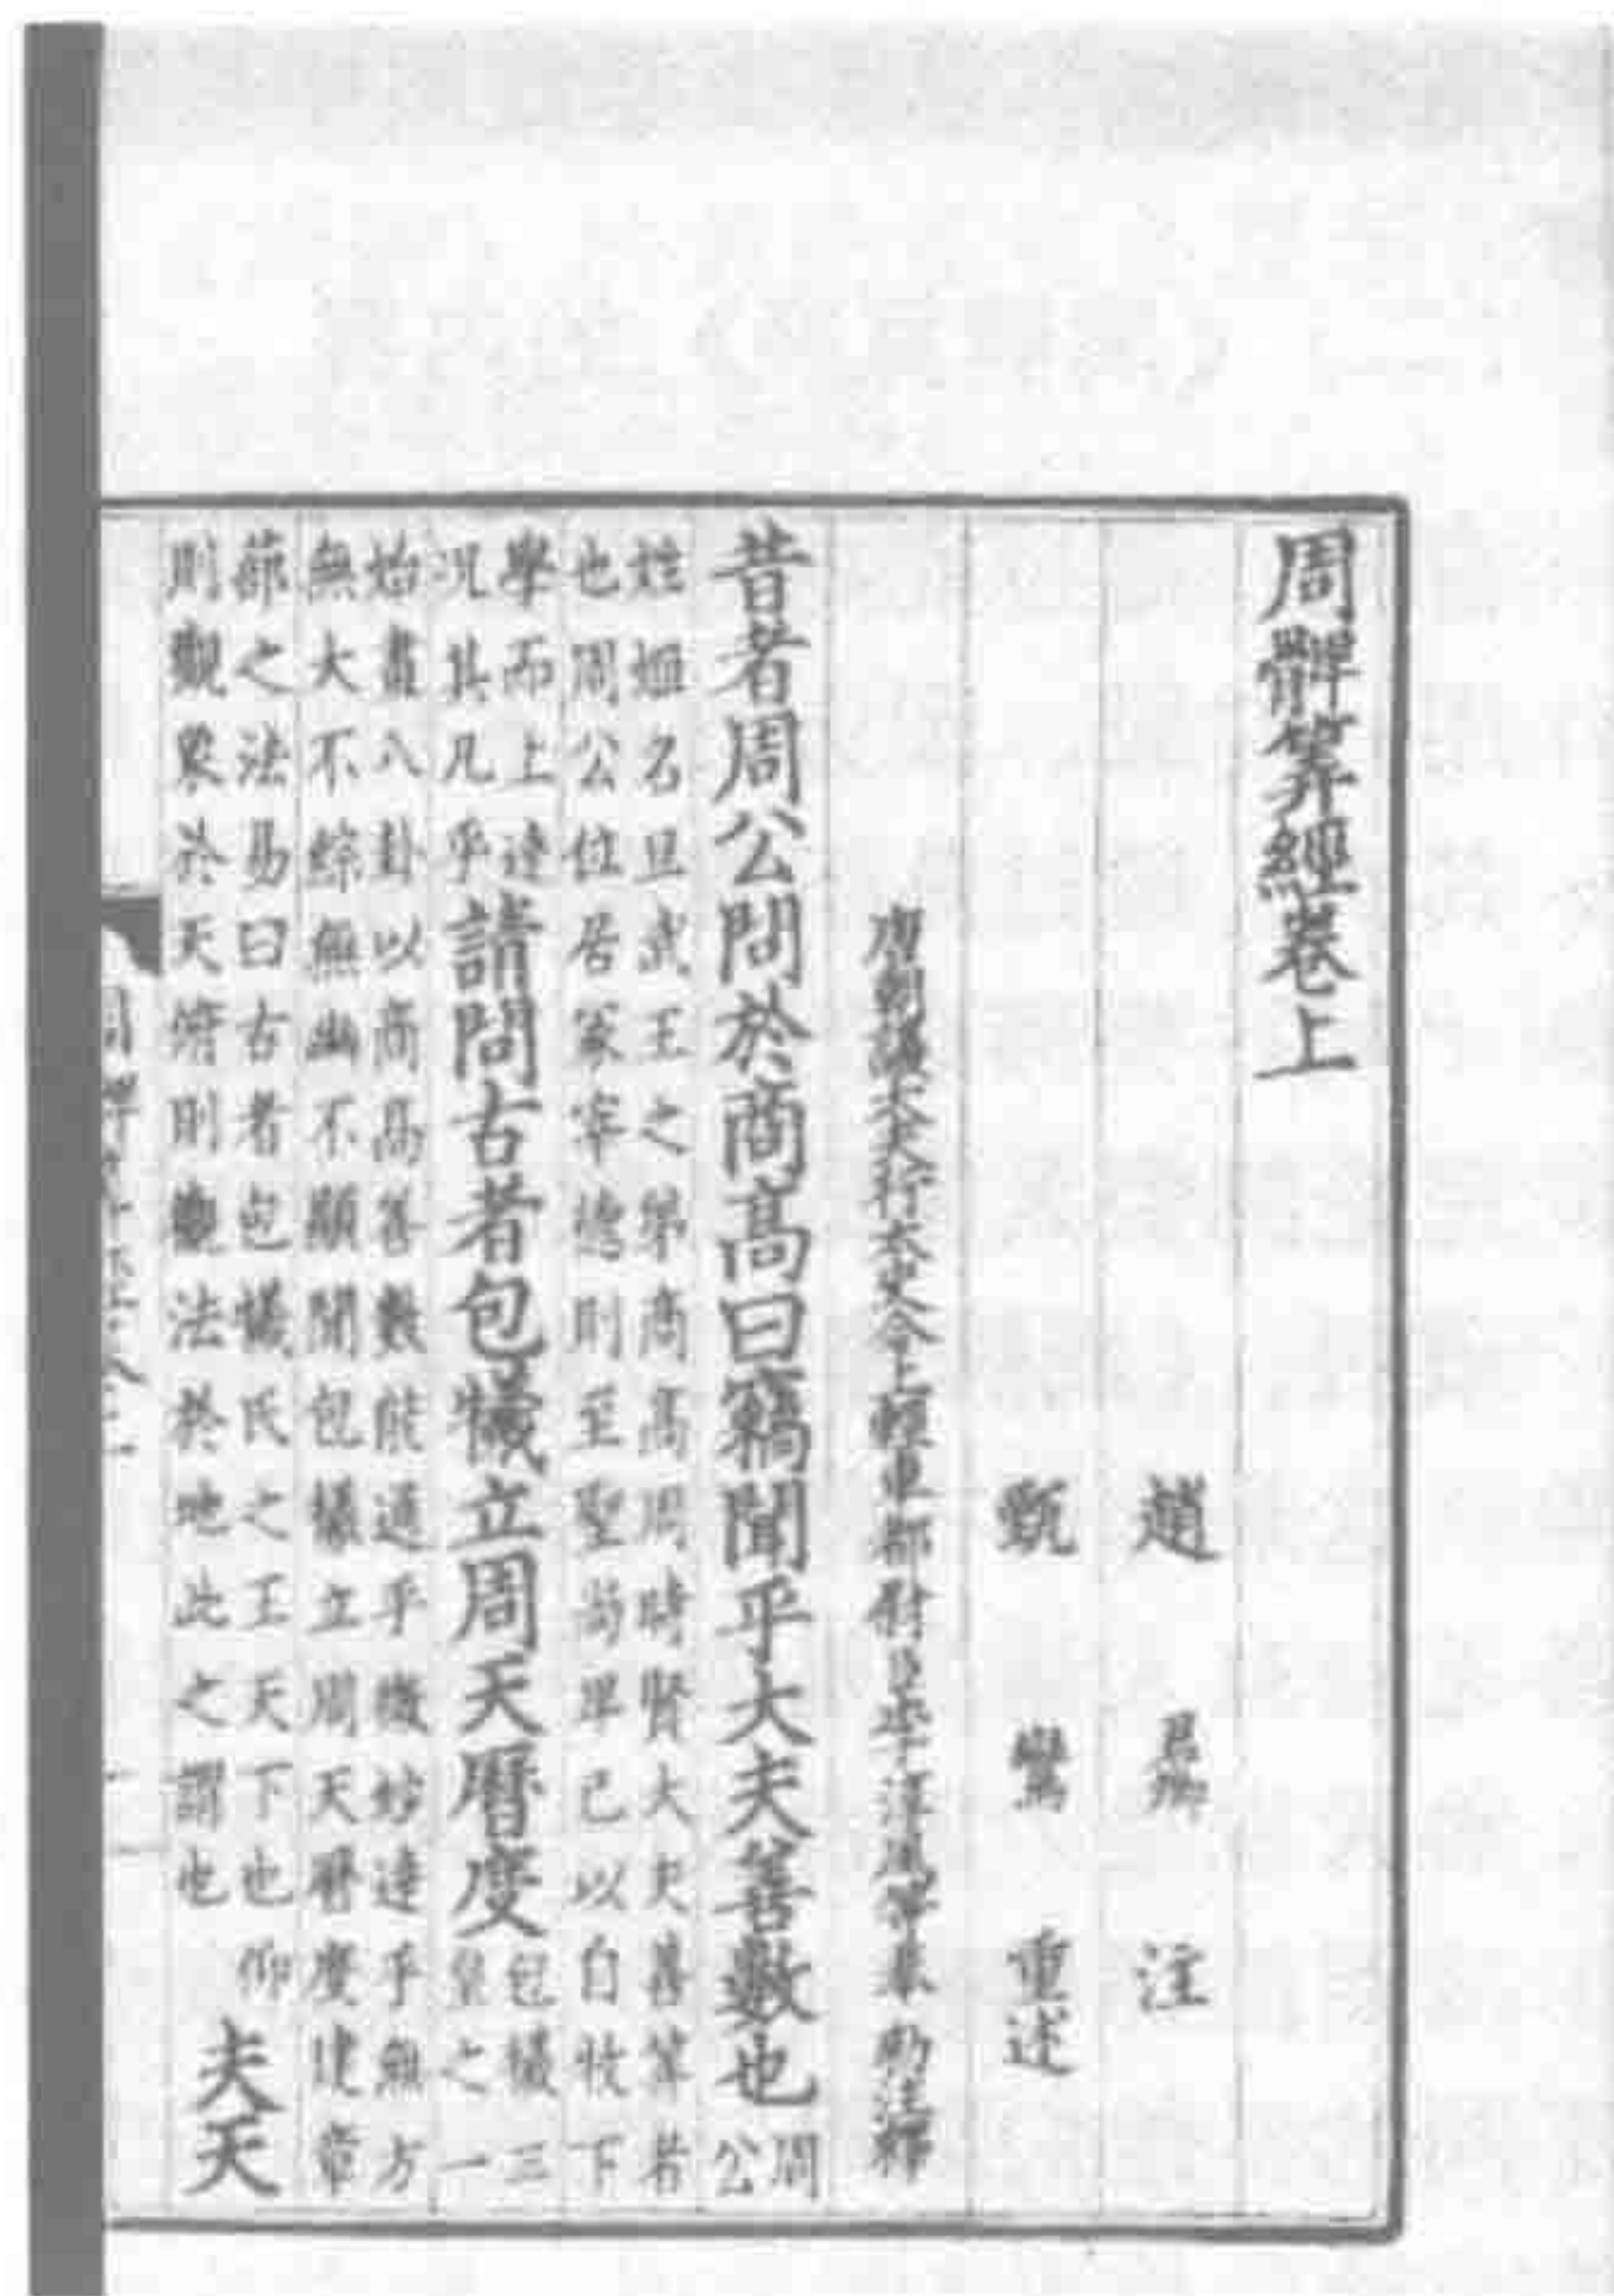 周髀筭經卷上
趙君卿注
甄鸞重述
唐朝議大夫行太史令上輕車都尉臣李淳風等奉 勅注釋
昔者周公問於商高曰竊聞乎大夫善數也周公
姓姬名旦武王之弟商高周時賢大夫善筭者
也周公位居冢宰德則至聖尚卑己以自牧下
學而上達況其凡乎請問古者包犧立周天曆度包犧三皇之一
始畫八卦以商高善數能通乎微妙達乎無方
無大不綜無幽不顯聞包犧立周天曆度建章
蔀之法易曰古者包犧氏之王天下也仰
則觀象於天俯則觀法於地此之謂也夫天